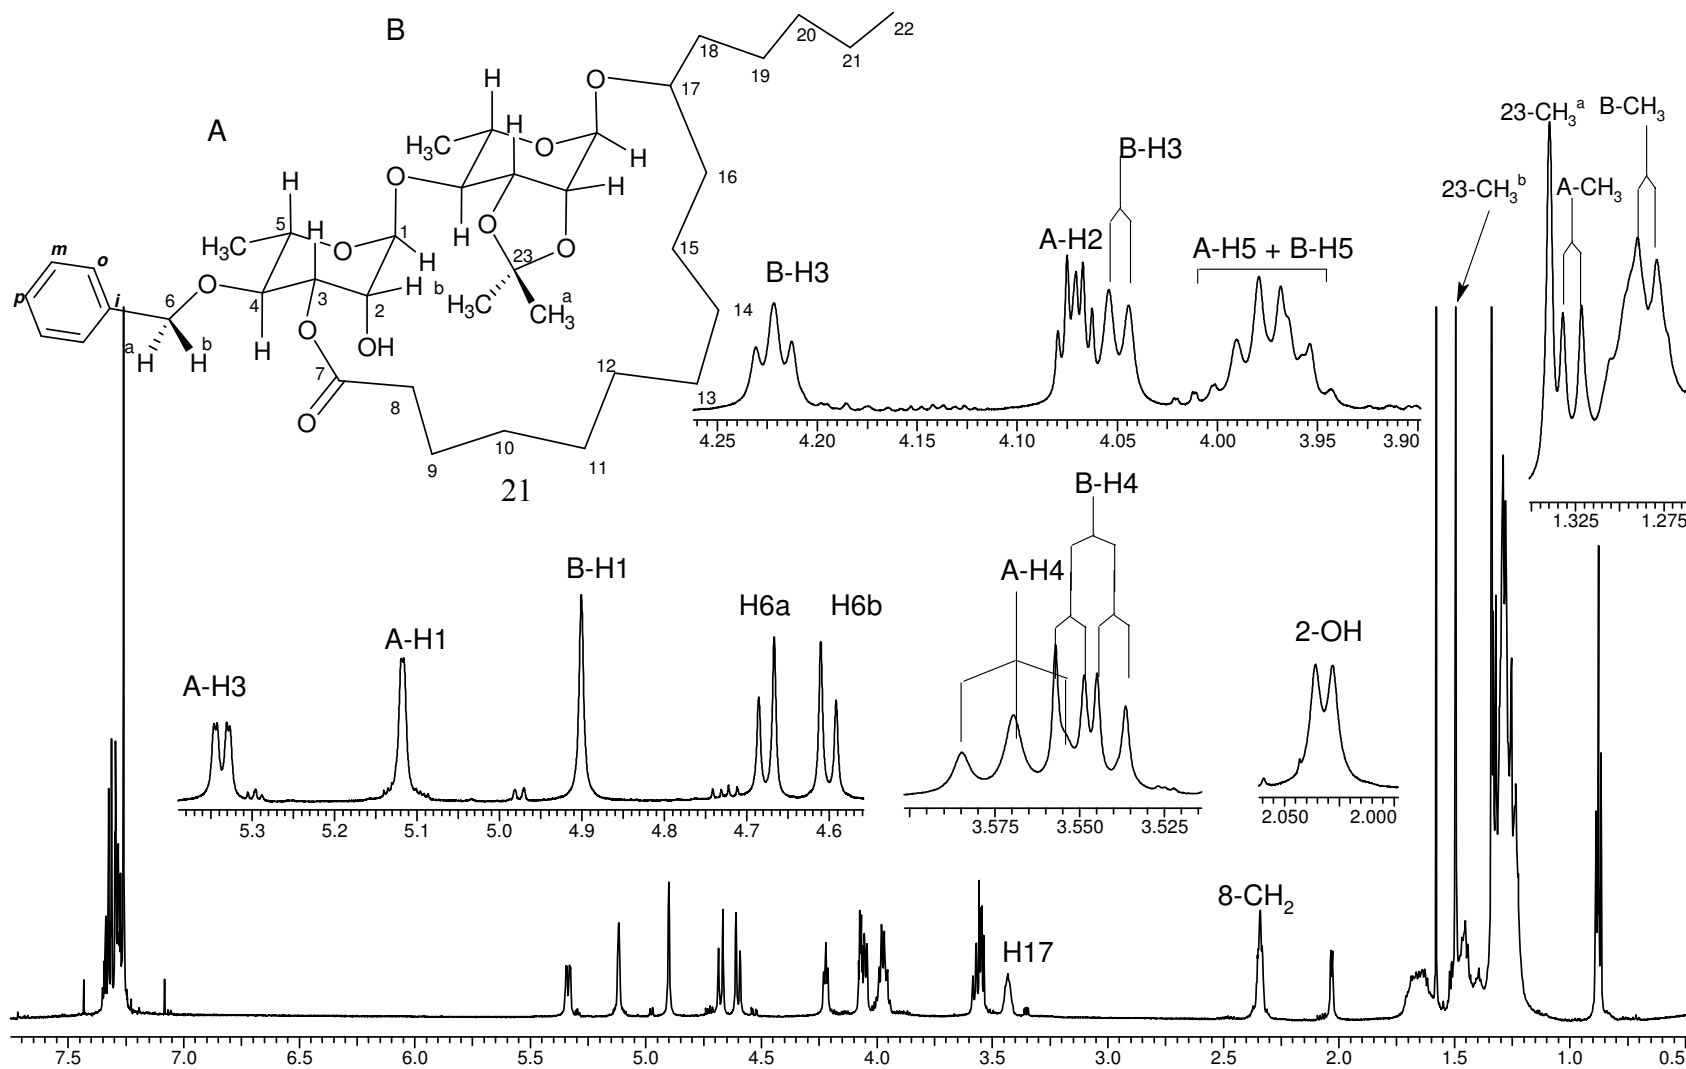 B
22
20
18
21
19
O
17
H
A
H
H₃C
O
H
B-H3
23-CH₃ᵃ
B-CH₃
23-CH₃ᵇ
A-CH₃
O
H
16
H
5
H
1
O
H
O
15
A-H2
A-H5 + B-H5
B-H3
m
o
H₃C
O
H
23
O
p
i
6
O
4
3
2
H
b
H₃C
a
CH₃
14
a
H
b
H
H
O
OH
7
12
O
8
13
9
10
11
21
4.25
4.20
4.15
4.10
4.05
4.00
3.95
3.90
1.325
1.275
B-H4
A-H4
B-H1
H6a
H6b
A-H1
A-H3
2-OH
5.3
5.2
5.1
5.0
4.9
4.8
4.7
4.6
3.575
3.550
3.525
2.050
2.000
8-CH₂
H17
7.5
7.0
6.5
6.0
5.5
5.0
4.5
4.0
3.5
3.0
2.5
2.0
1.5
1.0
0.5